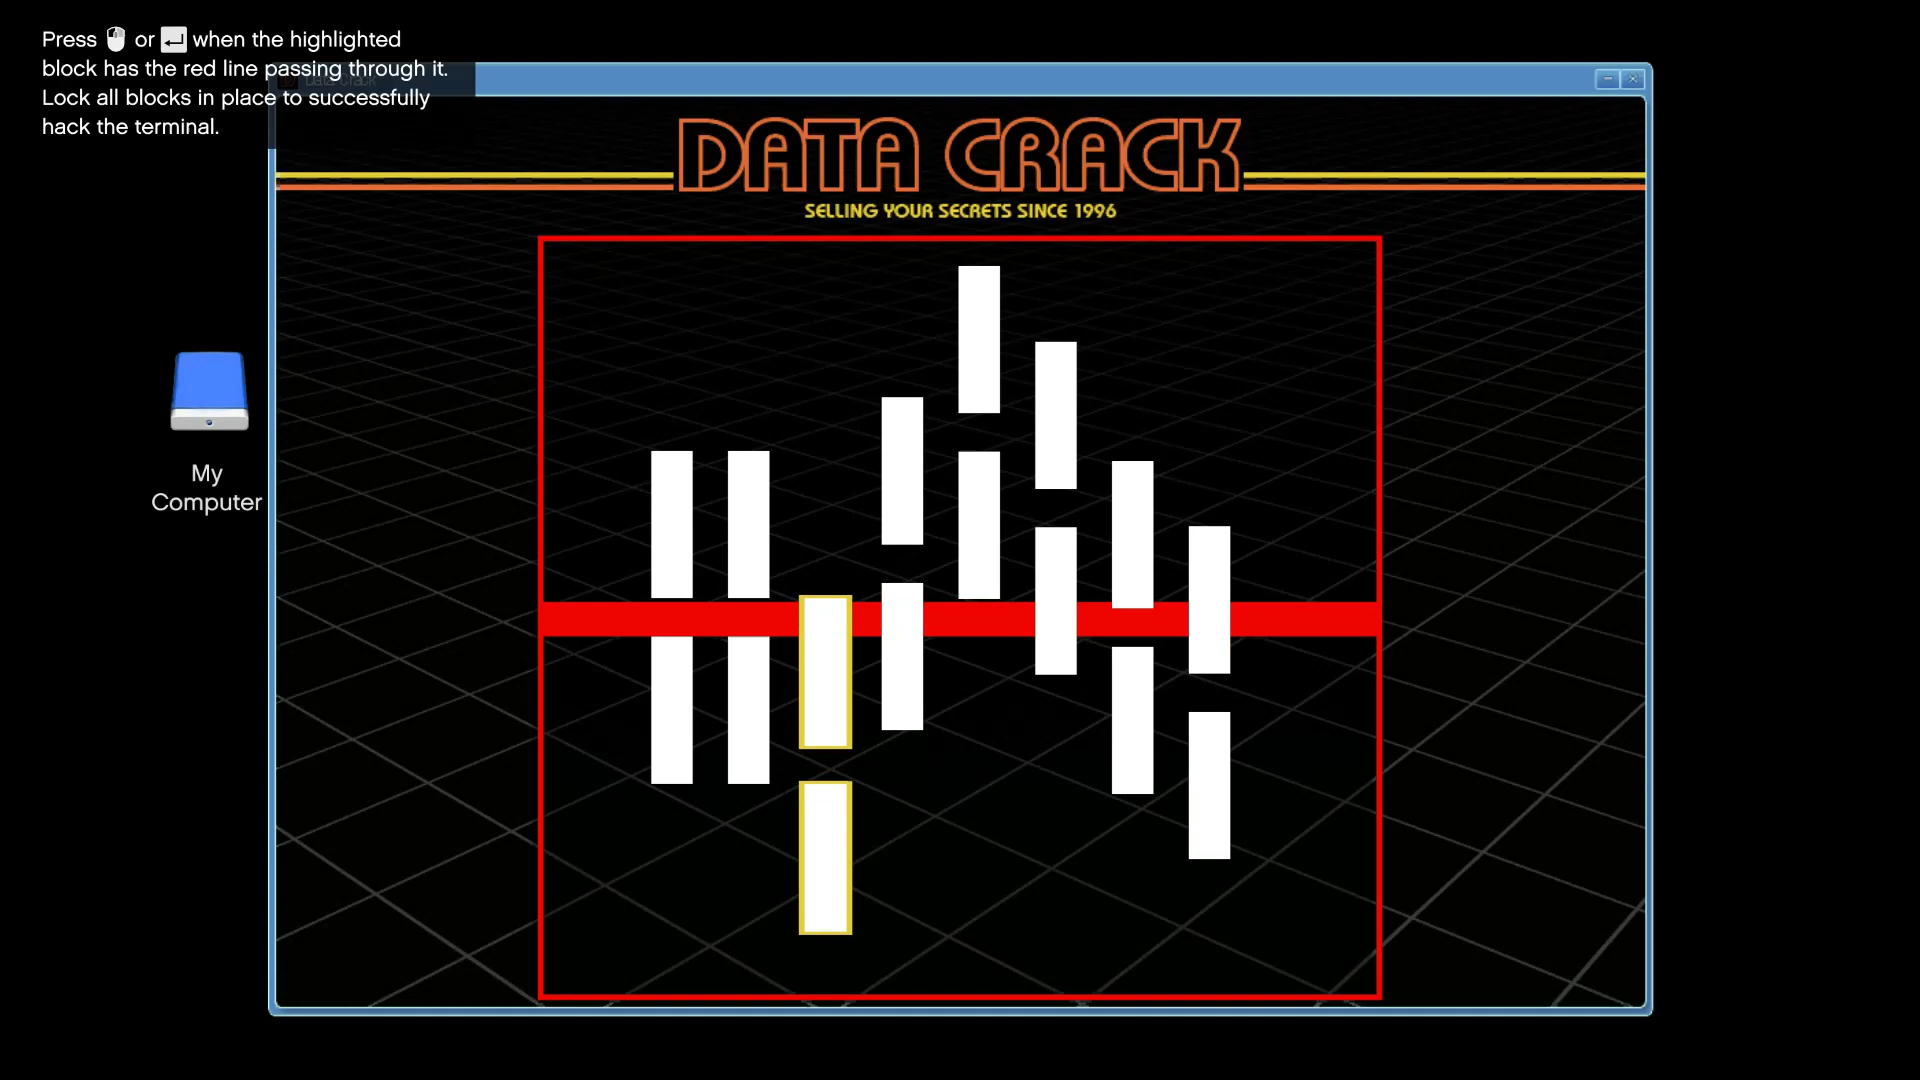 Press or when the highlighted
block has the red line passing through it.
Lock all blocks in place to successfully
hack the terminal.
DATA CRACK
SELLING YOUR SECRETS SINCE 1996
My
Computer